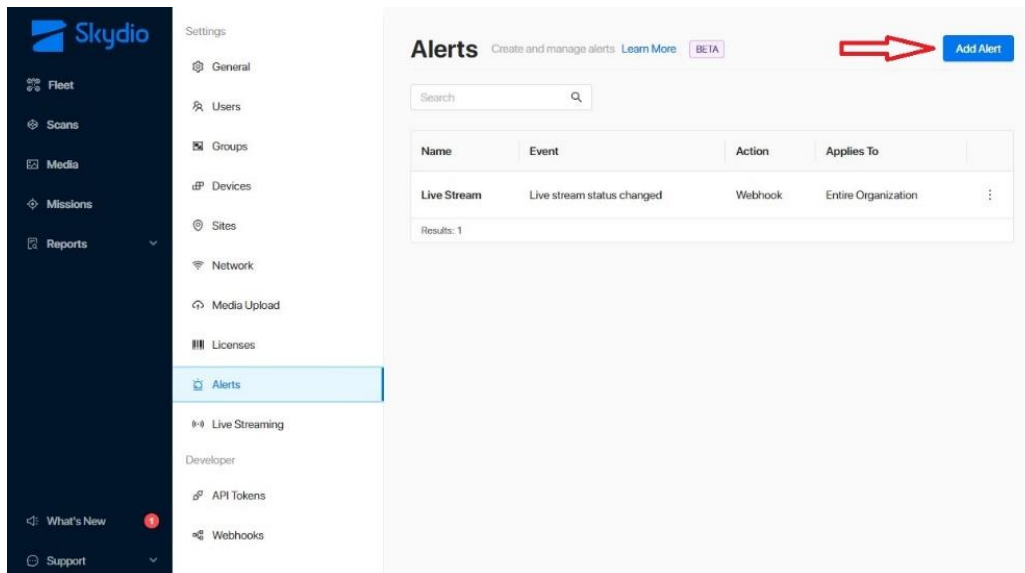 Skydio
Fleet
Scans
Media
Missions
Reports
What's New
1
Support
Settings
General
Users
Groups
Devices
Sites
Network
Media Upload
Licenses
Alerts
Live Streaming
Developer
API Tokens
Webhooks
Alerts Create and manage alerts Learn More BETA
Add Alert
Search
Name Event Action Applies To
Live Stream Live stream status changed Webhook Entire Organization
Results: 1